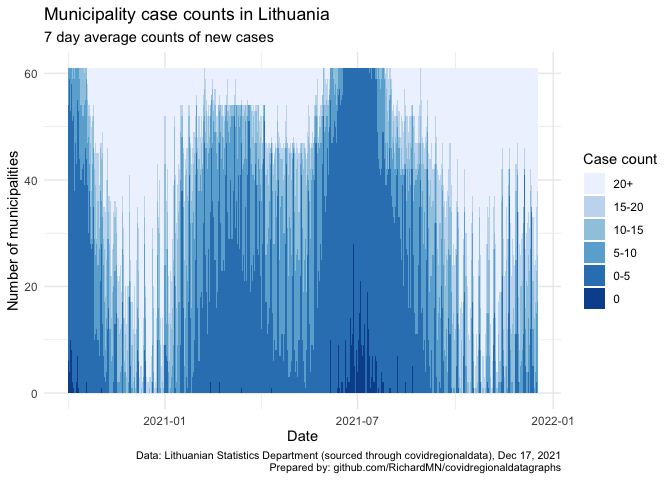 Municipality case counts in Lithuania
7 day average counts of new cases
Number of municipalities
60
40
20
0
2021-01
2021-07
2022-01
Date
Case count
20+
15-20
10-15
5-10
0-5
0
Data: Lithuanian Statistics Department (sourced through covidregionaldata), Dec 17, 2021
Prepared by: github.com/RichardMN/covidregionaldatagraphs